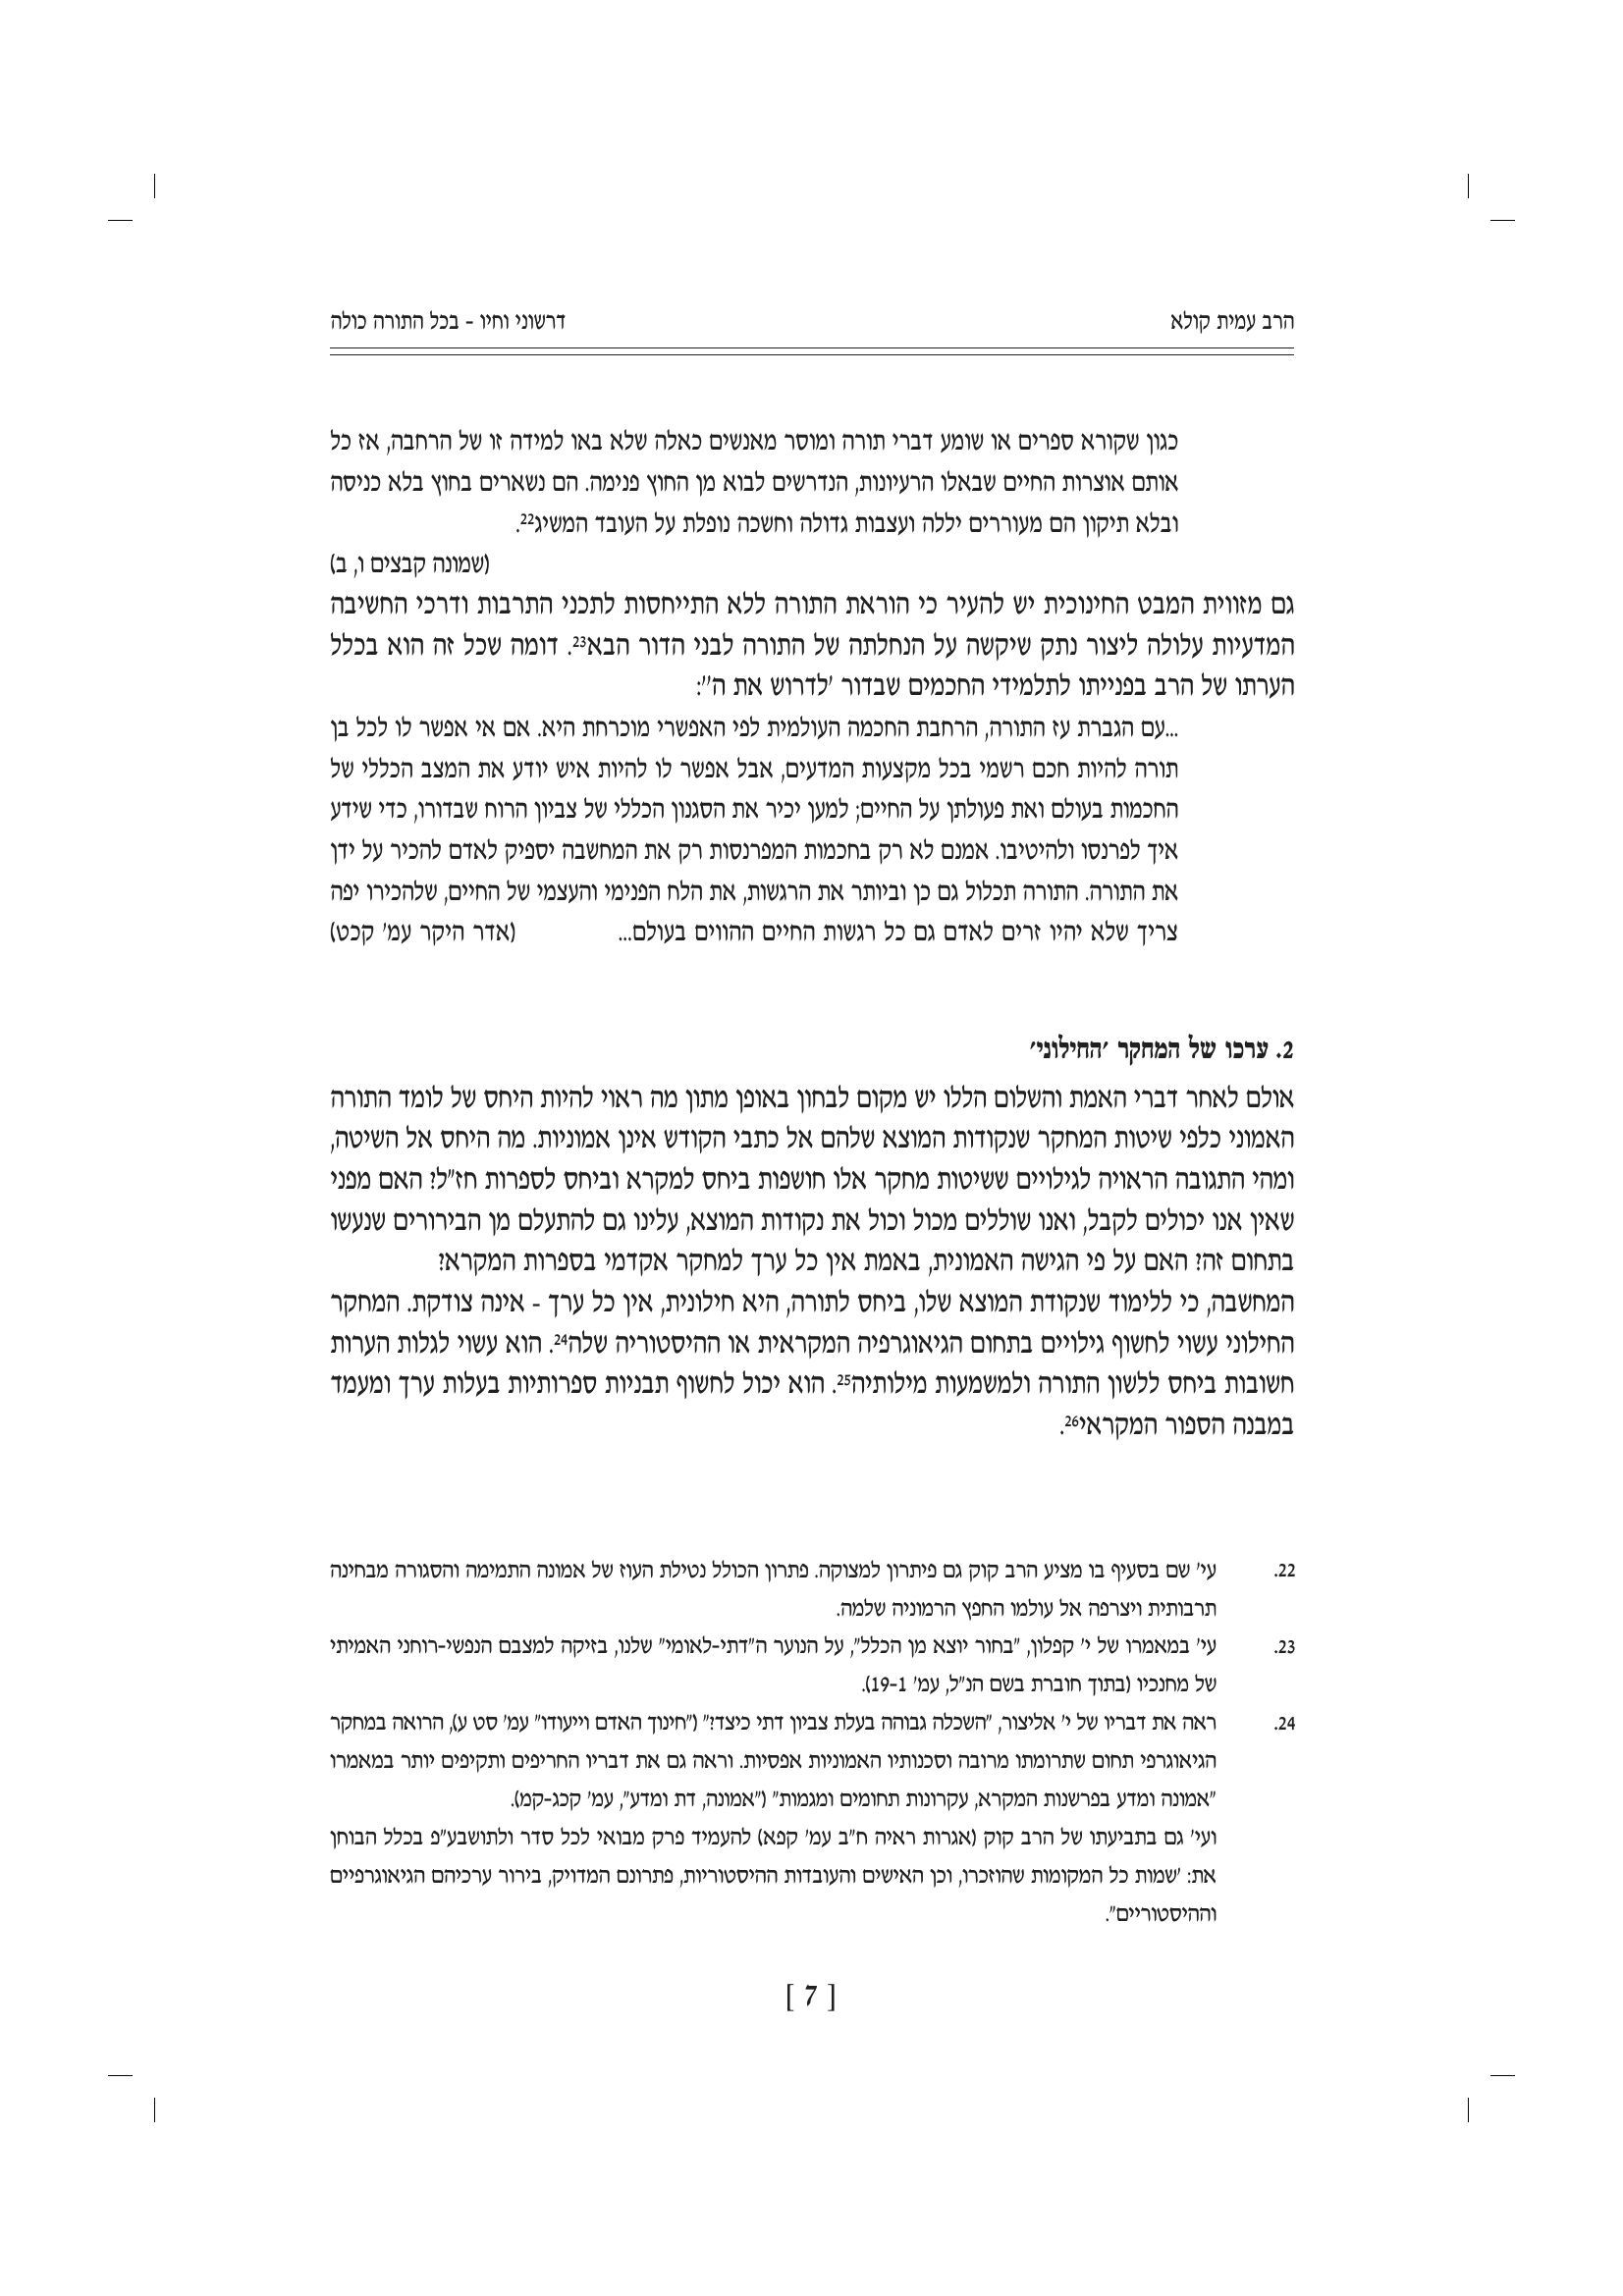 הרב עמית קולא
דרשוני וחיו - בכל התורה כולה
כגון שקורא ספרים או שומע דברי תורה ומוסר מאנשים כאלה שלא באו למידה זו של הרחבה, אז כל
אותם אוצרות החיים שבאלו הרעיונות, הנדרשים לבוא מן החוץ פנימה. הם נשארים בחוץ בלא כניסה
ובלא תיקון הם מעוררים יללה ועצבות גדולה וחשכה נופלת על העובד המשיג22.
(שמונה קבצים ו, ב)
גם מזווית המבט החינוכית יש להעיר כי הוראת התורה ללא התייחסות לתכני התרבות ודרכי החשיבה
המדעיות עלולה ליצור נתק שיקשה על הנחלתה של התורה לבני הדור הבא23. דומה שכל זה הוא בכלל
הערתו של הרב בפנייתו לתלמידי החכמים שבדור 'לדרוש את ה'':
...עם הגברת עז התורה, הרחבת החכמה העולמית לפי האפשרי מוכרחת היא. אם אי אפשר לו לכל בן
תורה להיות חכם רשמי בכל מקצעות המדעים, אבל אפשר לו להיות איש יודע את המצב הכללי של
החכמות בעולם ואת פעולתן על החיים; למען יכיר את הסגנון הכללי של צביון הרוח שבדורו, כדי שידע
איך לפרנסו ולהיטיבו. אמנם לא רק בחכמות המפרנסות רק את המחשבה יספיק לאדם להכיר על ידן
את התורה. התורה תכלול גם כן וביותר את הרגשות, את הלח הפנימי והעצמי של החיים, שלהכירו יפה
צריך שלא יהיו זרים לאדם גם כל רגשות החיים ההווים בעולם... (אדר היקר עמ' קכט)
2. ערכו של המחקר 'החילוני'
אולם לאחר דברי האמת והשלום הללו יש מקום לבחון באופן מתון מה ראוי להיות היחס של לומד התורה
האמוני כלפי שיטות המחקר שנקודות המוצא שלהם אל כתבי הקודש אינן אמוניות. מה היחס אל השיטה,
ומהי התגובה הראויה לגילויים ששיטות מחקר אלו חושפות ביחס למקרא וביחס לספרות חז"ל? האם מפני
שאין אנו יכולים לקבל, ואנו שוללים מכול וכול את נקודות המוצא, עלינו גם להתעלם מן הבירורים שנעשו
בתחום זה? האם על פי הגישה האמונית, באמת אין כל ערך למחקר אקדמי בספרות המקרא?
המחשבה, כי ללימוד שנקודת המוצא שלו, ביחס לתורה, היא חילונית, אין כל ערך - אינה צודקת. המחקר
החילוני עשוי לחשוף גילויים בתחום הגיאוגרפיה המקראית או ההיסטוריה שלה24. הוא עשוי לגלות הערות
חשובות ביחס ללשון התורה ולמשמעות מילותיה25. הוא יכול לחשוף תבניות ספרותיות בעלות ערך ומעמד
במבנה הספור המקראי26.
22. עי' שם בסעיף בו מציע הרב קוק גם פיתרון למצוקה. פתרון הכולל נטילת העוז של אמונה התמימה והסגורה מבחינה
תרבותית ויצרפה אל עולמו החפץ הרמוניה שלמה.
23. עי' במאמרו של י' קפלון, "בחור יוצא מן הכלל", על הנוער ה"דתי-לאומי" שלנו, בזיקה למצבם הנפשי-רוחני האמיתי
של מחנכיו (בתוך חוברת בשם הנ"ל, עמ' 1-19).
24. ראה את דבריו של י' אליצור, "השכלה גבוהה בעלת צביון דתי כיצד?" ("חינוך האדם וייעודו" עמ' סט ע), הרואה במחקר
הגיאוגרפי תחום שתרומתו מרובה וסכנותיו האמוניות אפסיות. וראה גם את דבריו החריפים ותקיפים יותר במאמרו
"אמונה ומדע בפרשנות המקרא, עקרונות תחומים ומגמות" ("אמונה, דת ומדע", עמ' קכג-קמ).
ועי' גם בתביעתו של הרב קוק (אגרות ראיה ח"ב עמ' קפא) להעמיד פרק מבואי לכל סדר ולתושבע"פ בכלל הבוחן
את: 'שמות כל המקומות שהוזכרו, וכן האישים והעובדות ההיסטוריות, פתרונם המדויק, בירור ערכיהם הגיאוגרפיים
וההיסטוריים".
[ 7 ]